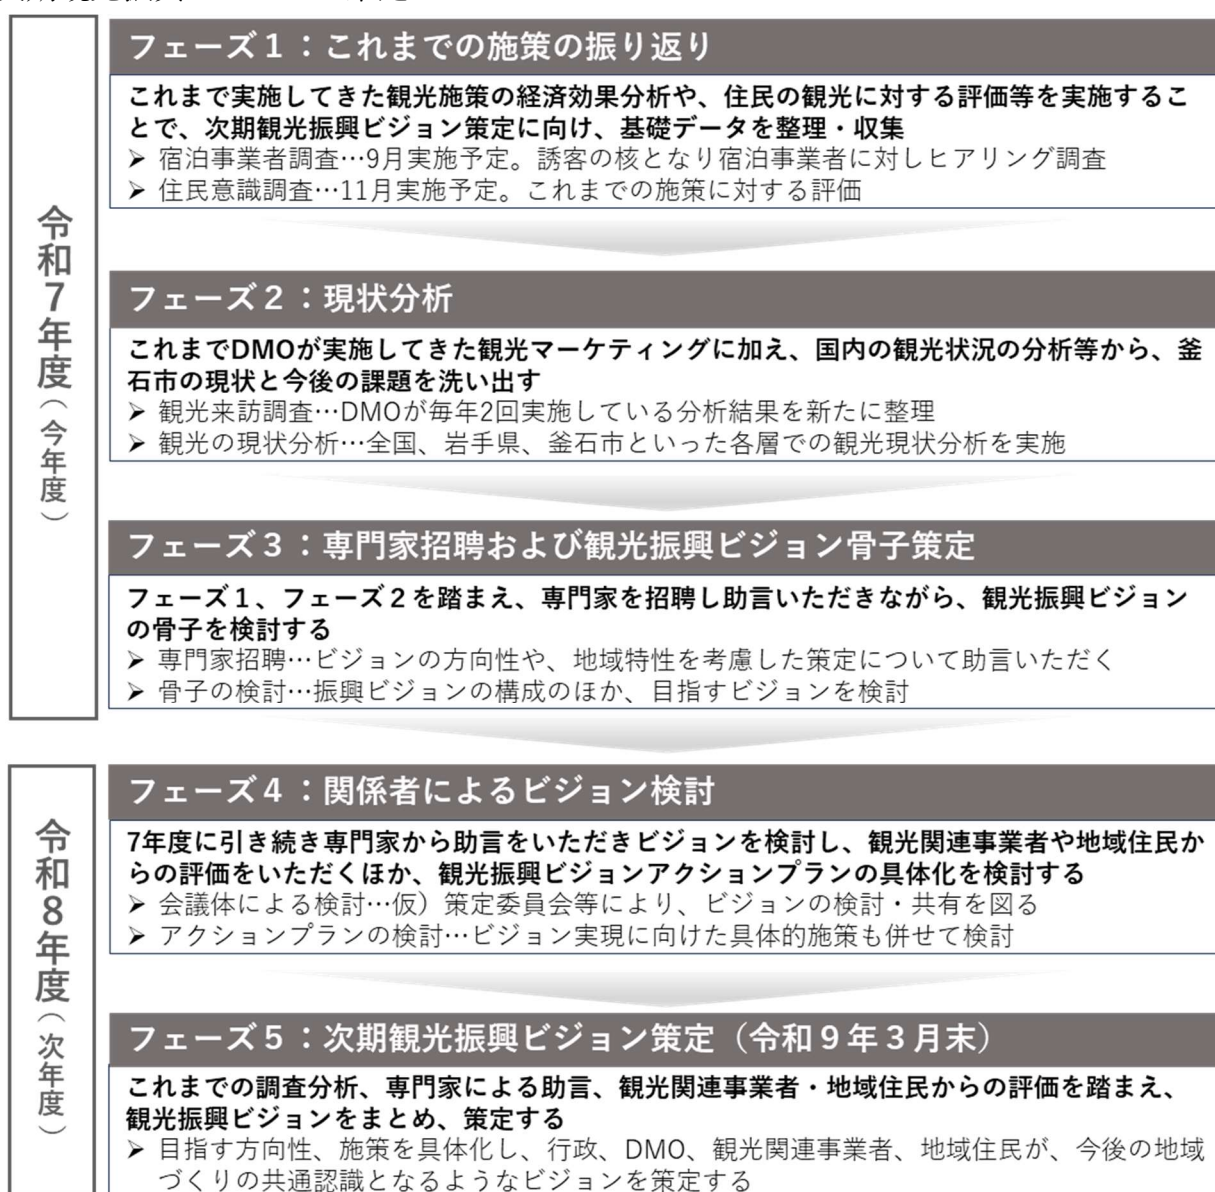 フェーズ１：これまでの施策の振り返り
これまで実施してきた観光施策の経済効果分析や、住民の観光に対する評価等を実施するこ
とで、次期観光振興ビジョン策定に向け、基礎データを整理・収集
➢ 宿泊事業者調査…9月実施予定。誘客の核となり宿泊事業者に対しヒアリング調査
➢ 住民意識調査…11月実施予定。これまでの施策に対する評価
令和７年度（今年度）
フェーズ２：現状分析
これまでDMOが実施してきた観光マーケティングに加え、国内の観光状況の分析等から、釜
石市の現状と今後の課題を洗い出す
➢ 観光来訪調査…DMOが毎年2回実施している分析結果を新たに整理
➢ 観光の現状分析…全国、岩手県、釜石市といった各層での観光現状分析を実施
フェーズ３：専門家招聘および観光振興ビジョン骨子策定
フェーズ１、フェーズ２を踏まえ、専門家を招聘し助言いただきながら、観光振興ビジョン
の骨子を検討する
➢ 専門家招聘…ビジョンの方向性や、地域特性を考慮した策定について助言いただく
➢ 骨子の検討…振興ビジョンの構成のほか、目指すビジョンを検討
令和８年度（次年度）
フェーズ４：関係者によるビジョン検討
7年度に引き続き専門家から助言をいただきビジョンを検討し、観光関連事業者や地域住民か
らの評価をいただくほか、観光振興ビジョンアクションプランの具体化を検討する
➢ 会議体による検討…仮）策定委員会等により、ビジョンの検討・共有を図る
➢ アクションプランの検討…ビジョン実現に向けた具体的施策も併せて検討
フェーズ５：次期観光振興ビジョン策定（令和９年３月末）
これまでの調査分析、専門家による助言、観光関連事業者・地域住民からの評価を踏まえ、
観光振興ビジョンをまとめ、策定する
➢ 目指す方向性、施策を具体化し、行政、DMO、観光関連事業者、地域住民が、今後の地域
づくりの共通認識となるようなビジョンを策定する